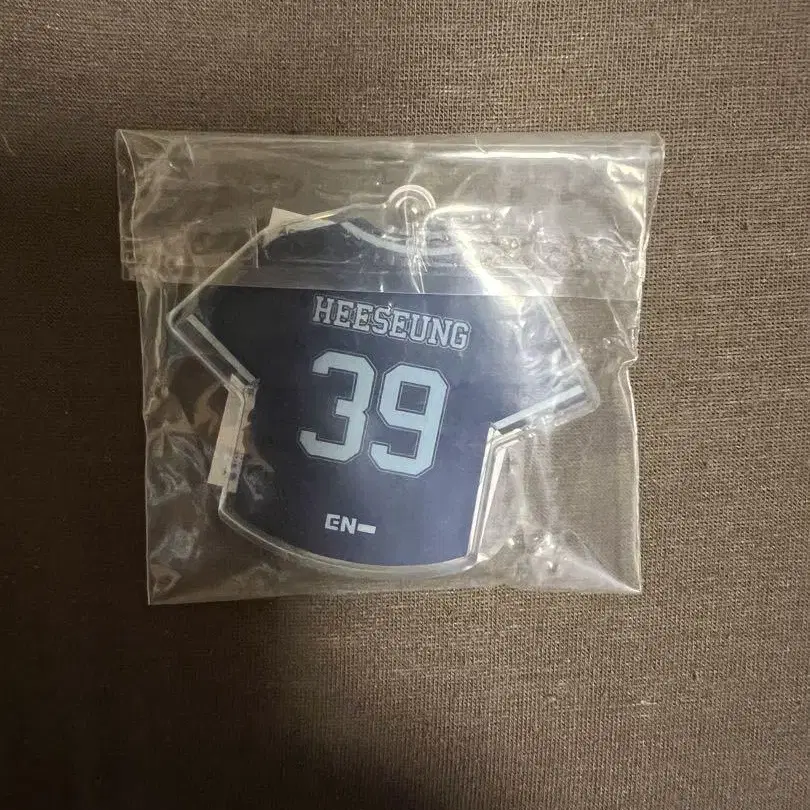 HEESEUNG
39
EN-